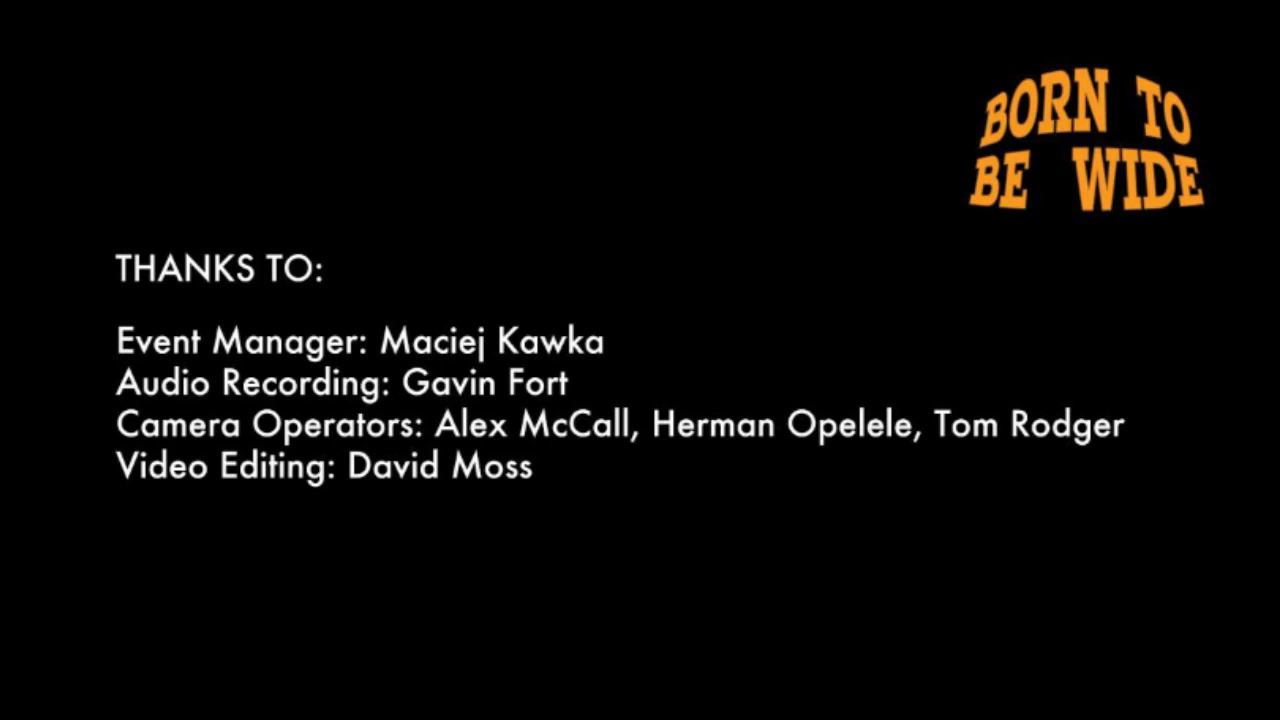 BORN TO
BE WIDE
THANKS TO:
Event Manager: Maciej Kawka
Audio Recording: Gavin Fort
Camera Operators: Alex McCall, Herman Opelele, Tom Rodger
Video Editing: David Moss